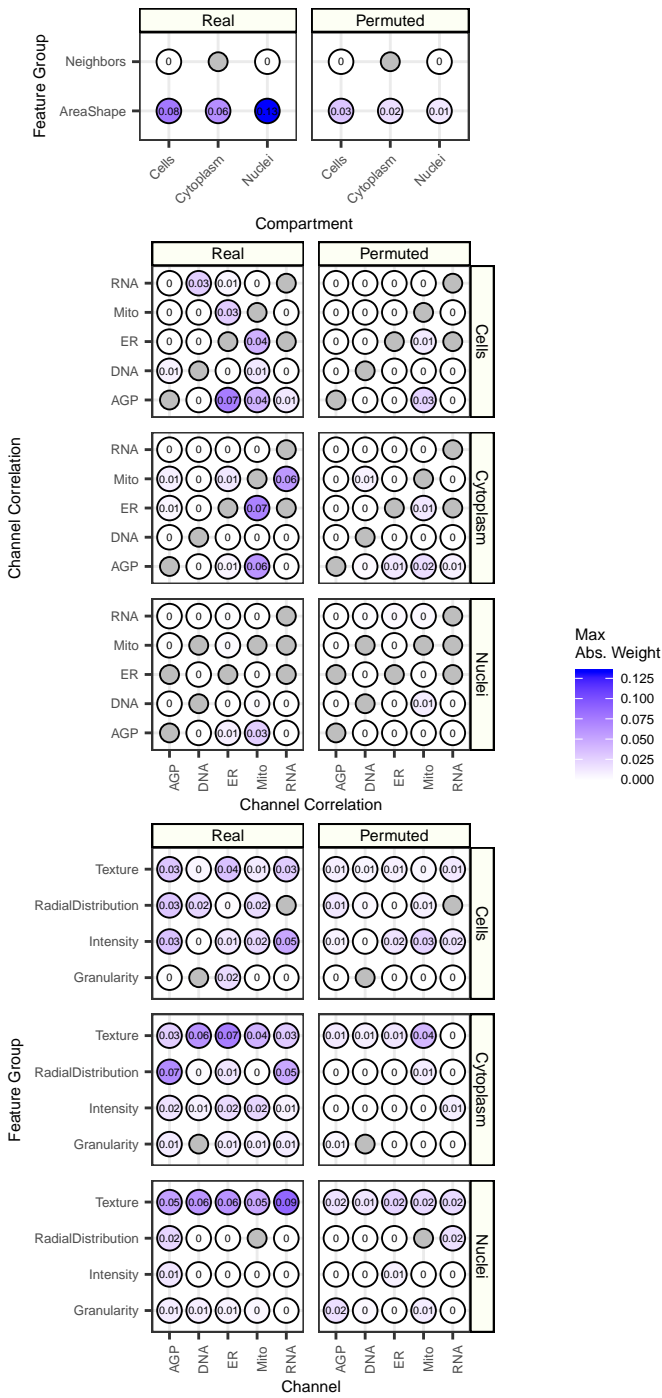 Real Permuted
Neighbors 0 0 0 0
AreaShape 0.08 0.06 0.13 0.03 0.02 0.01
Feature Group
Cells Cytoplasm Nuclei Cells Cytoplasm Nuclei
Compartment
Real Permuted
RNA 0 0.03 0.01 0 0 0 0 0
Mito 0 0 0.03 0 0 0 0 0
ER 0 0 0.04 0 0 0.01
DNA 0.01 0 0.01 0 0 0 0 0
AGP 0 0.07 0.04 0.01 0 0 0.03 0
Cells
RNA 0 0 0 0 0 0 0 0
Mito 0.01 0 0.01 0.06 0 0.01 0 0
ER 0.01 0 0.07 0 0 0.01
DNA 0 0 0 0 0 0 0 0
AGP 0 0.01 0.06 0 0 0.01 0.02 0.01
Cytoplasm
Channel Correlation
RNA 0 0 0 0 0 0 0 0
Mito 0 0 0 0
ER 0 0 0 0
DNA 0 0 0 0 0 0 0.01 0
AGP 0 0.01 0.03 0 0 0 0 0
Nuclei
AGP DNA ER Mito RNA AGP DNA ER Mito RNA
Channel Correlation
Max
Abs. Weight
0.125
0.100
0.075
0.050
0.025
0.000
Real Permuted
Texture 0.03 0 0.04 0.01 0.03 0.01 0.01 0.01 0 0.01
RadialDistribution 0.03 0.02 0 0.02 0.01 0 0 0.01
Intensity 0.03 0 0.01 0.02 0.05 0.01 0 0.02 0.03 0.02
Granularity 0 0.02 0 0 0 0 0 0
Cells
Texture 0.03 0.06 0.07 0.04 0.03 0.01 0.01 0.01 0.04 0
RadialDistribution 0.07 0 0.01 0 0.05 0 0 0 0.01 0
Intensity 0.02 0.01 0.02 0.02 0.01 0 0 0 0 0.01
Granularity 0.01 0.01 0.01 0.01 0.01 0 0 0
Cytoplasm
Feature Group
Texture 0.05 0.06 0.06 0.05 0.09 0.02 0.01 0.02 0.02 0.02
RadialDistribution 0.02 0 0 0 0 0 0 0.02
Intensity 0.01 0 0 0 0 0 0 0.01 0 0
Granularity 0.01 0.01 0.01 0 0 0.02 0 0 0.01 0
Nuclei
AGP DNA ER Mito RNA AGP DNA ER Mito RNA
Channel